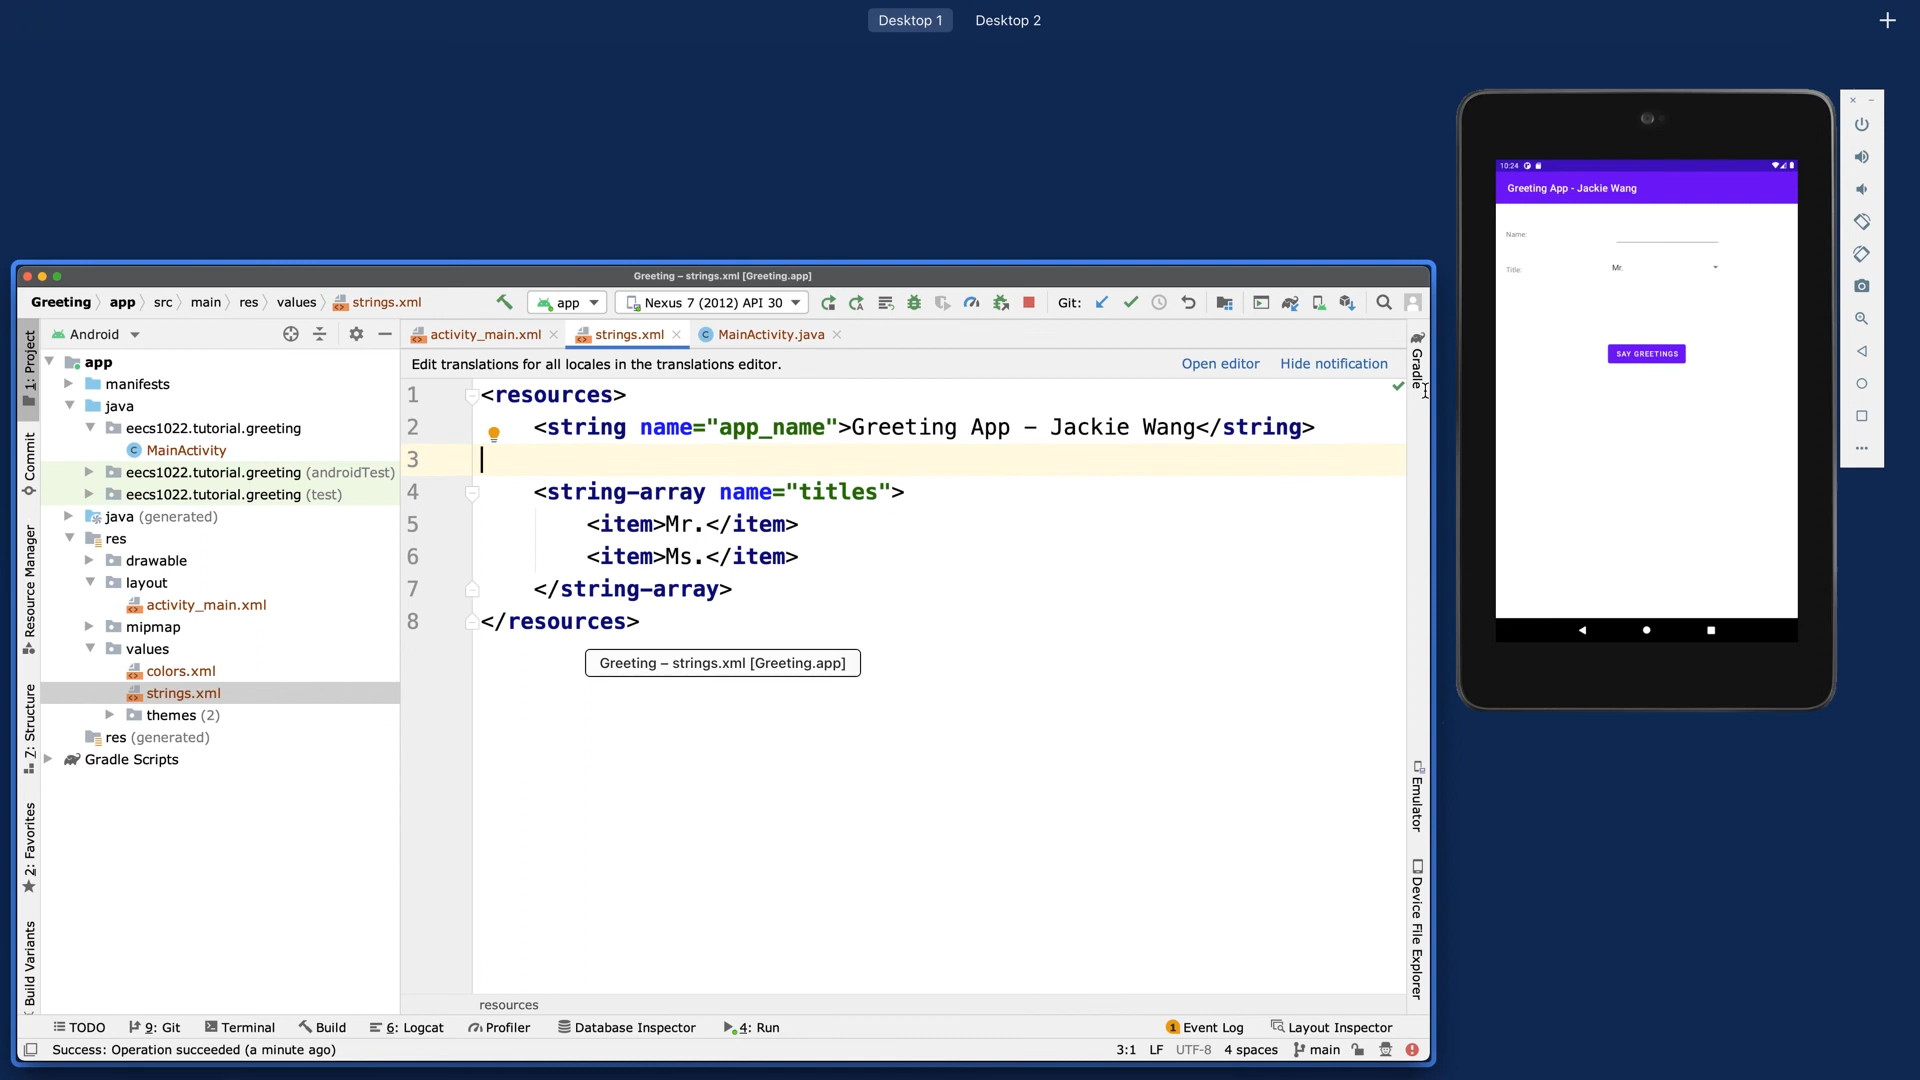 Desktop 1 Desktop 2
Greeting – strings.xml [Greeting.app]
Greeting app src main res values strings.xml app Nexus 7 (2012) API 30 Git:
Android
activity_main.xml strings.xml MainActivity.java
Edit translations for all locales in the translations editor. Open editor Hide notification
1: Project
Commit
Resource Manager
Z: Structure
2: Favorites
Build Variants
app
manifests
java
eecs1022.tutorial.greeting
MainActivity
eecs1022.tutorial.greeting (androidTest)
eecs1022.tutorial.greeting (test)
java (generated)
res
drawable
layout
activity_main.xml
mipmap
values
colors.xml
strings.xml
themes (2)
res (generated)
Gradle Scripts
1 <resources>
2 <string name="app_name">Greeting App – Jackie Wang</string>
3
4 <string-array name="titles">
5 <item>Mr.</item>
6 <item>Ms.</item>
7 </string-array>
8 </resources>
Greeting – strings.xml [Greeting.app]
resources
Gradle
Emulator
Device File Explorer
TODO 9: Git Terminal Build 6: Logcat Profiler Database Inspector 4: Run 1 Event Log Layout Inspector
Success: Operation succeeded (a minute ago) 3:1 LF UTF-8 4 spaces main
10:24
Greeting App - Jackie Wang
Name:
Title: Mr.
SAY GREETINGS